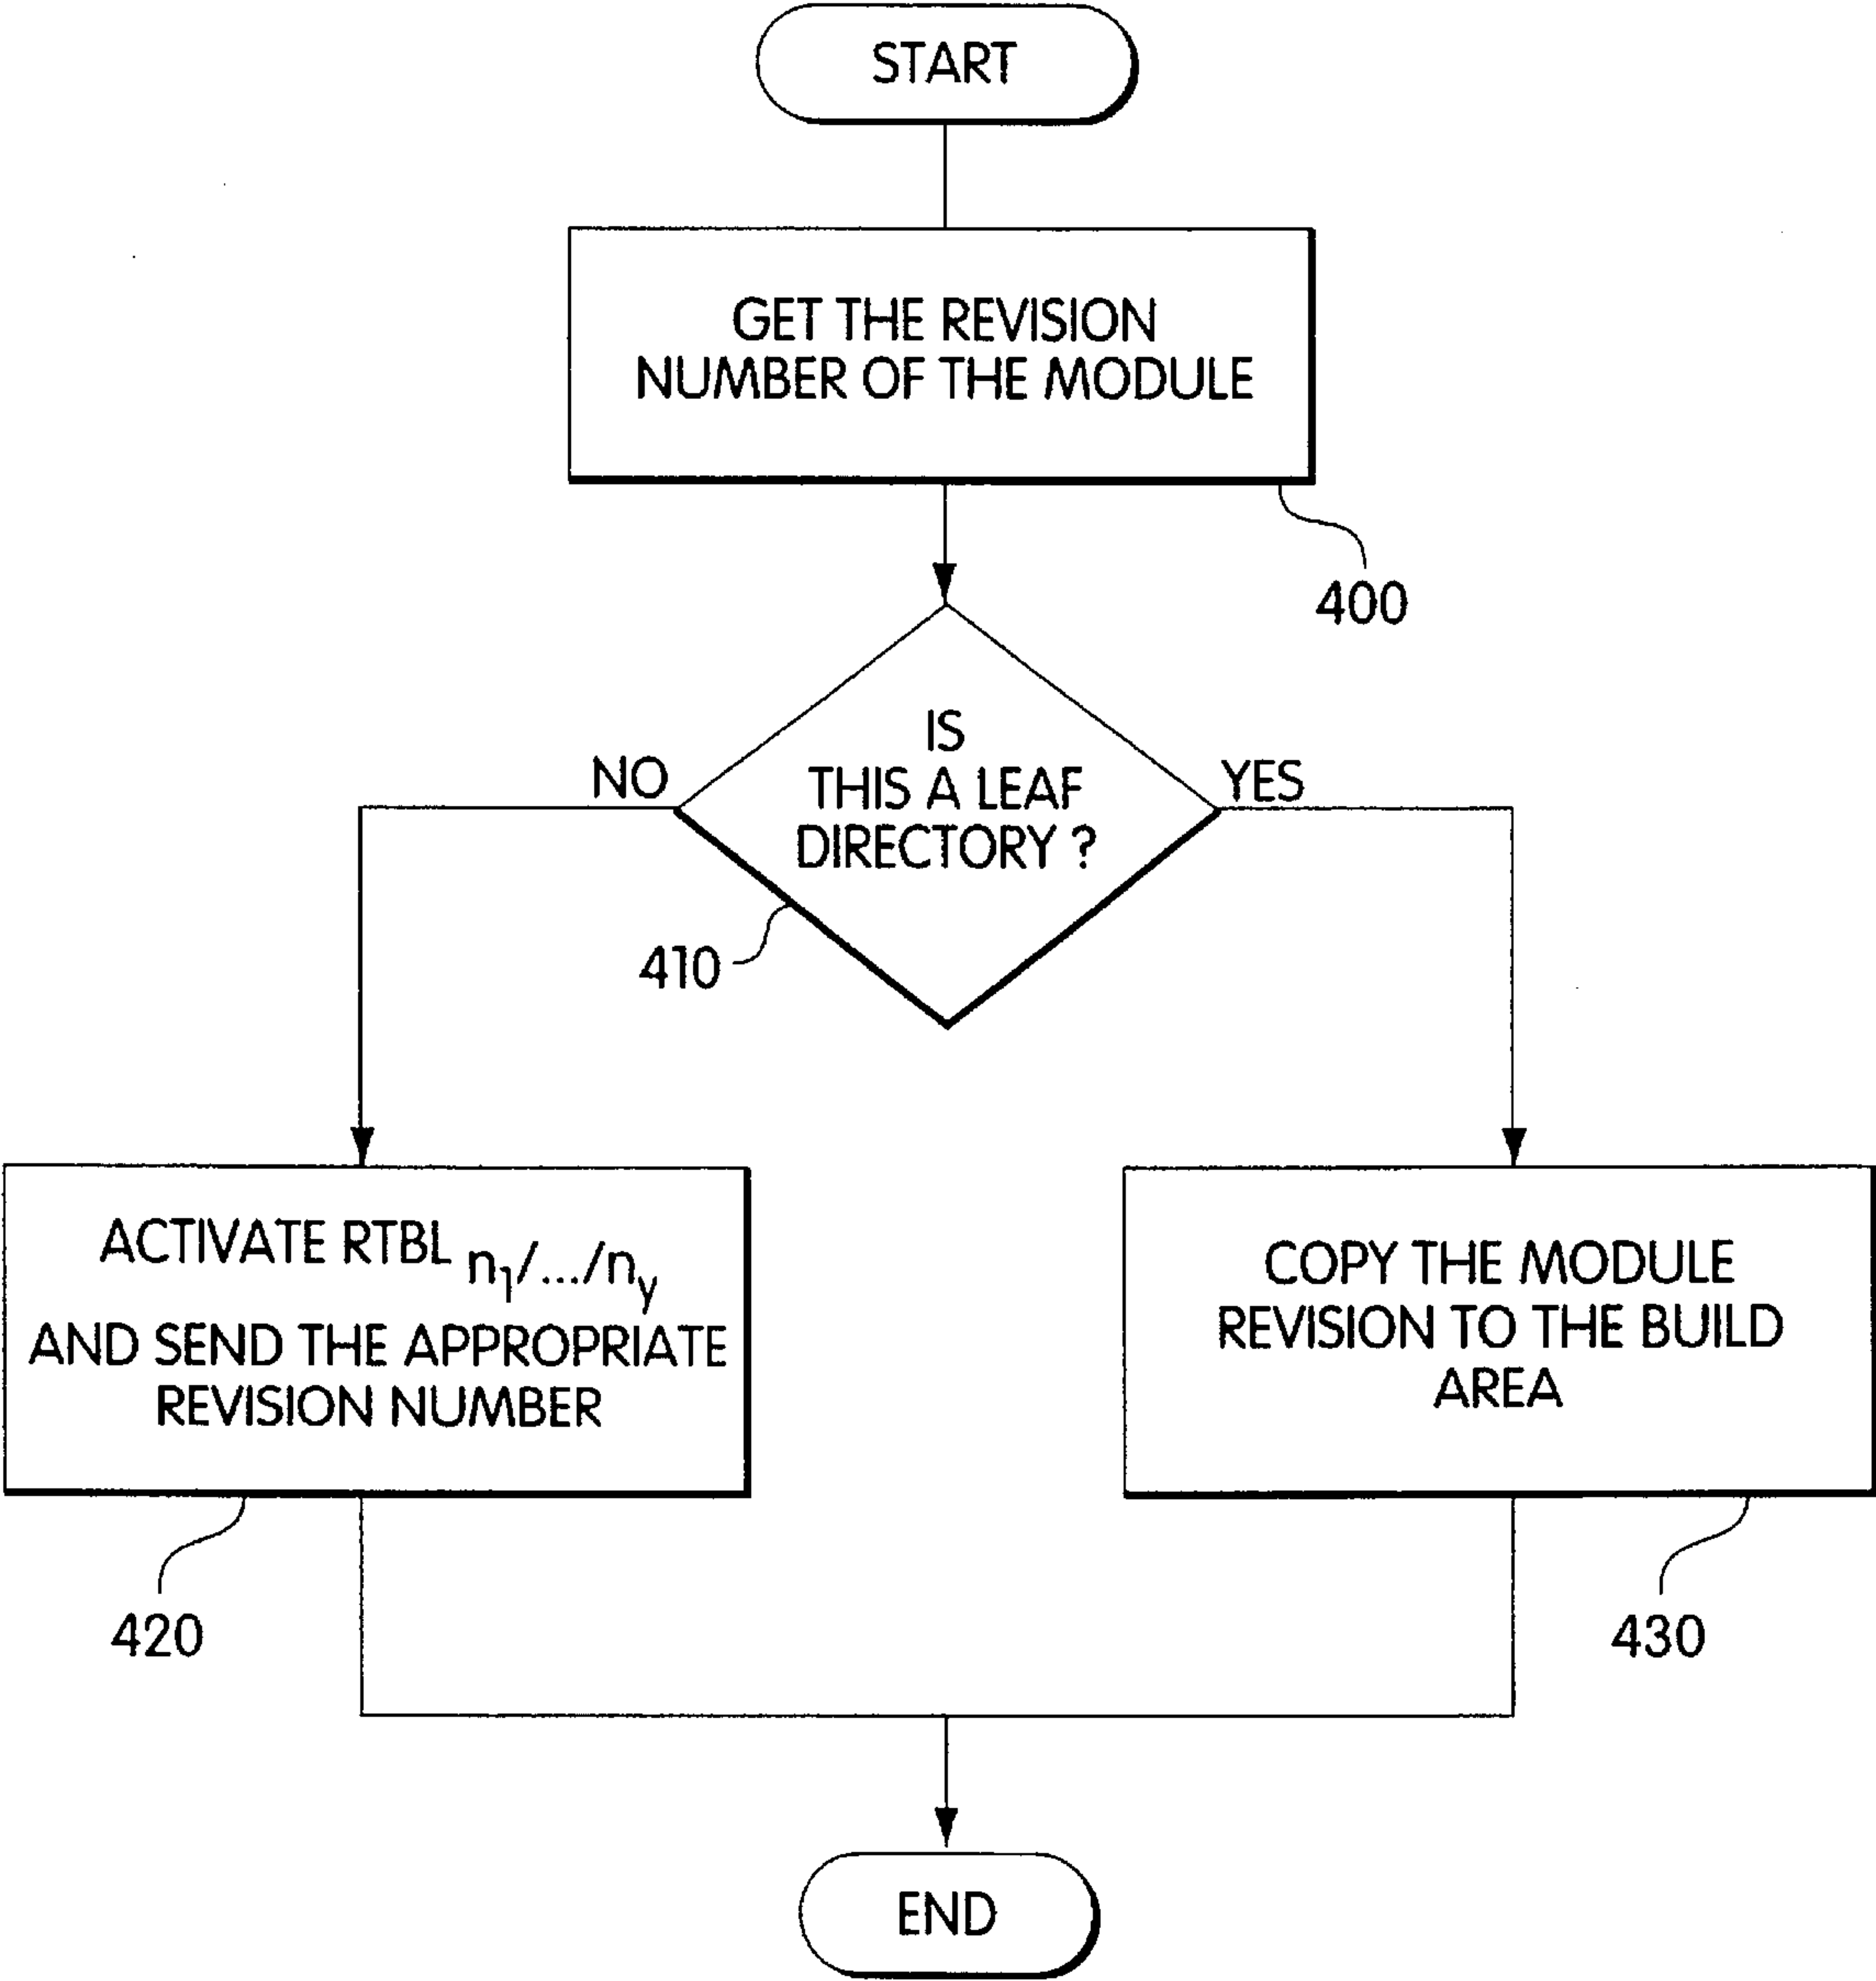 START
GET THE REVISION
NUMBER OF THE MODULE
400
IS
THIS A LEAF
DIRECTORY ?
NO
YES
410
ACTIVATE RTBL n1/.../ny
AND SEND THE APPROPRIATE
REVISION NUMBER
420
COPY THE MODULE
REVISION TO THE BUILD
AREA
430
END